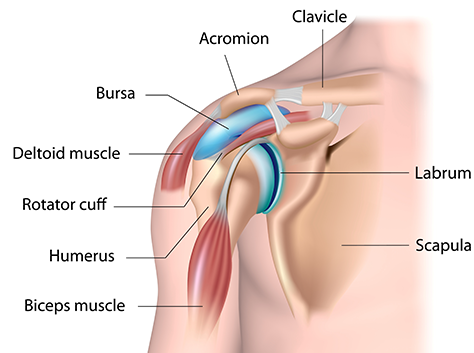 Clavicle
Acromion
Bursa
Deltoid muscle
Labrum
Rotator cuff
Scapula
Humerus
Biceps muscle